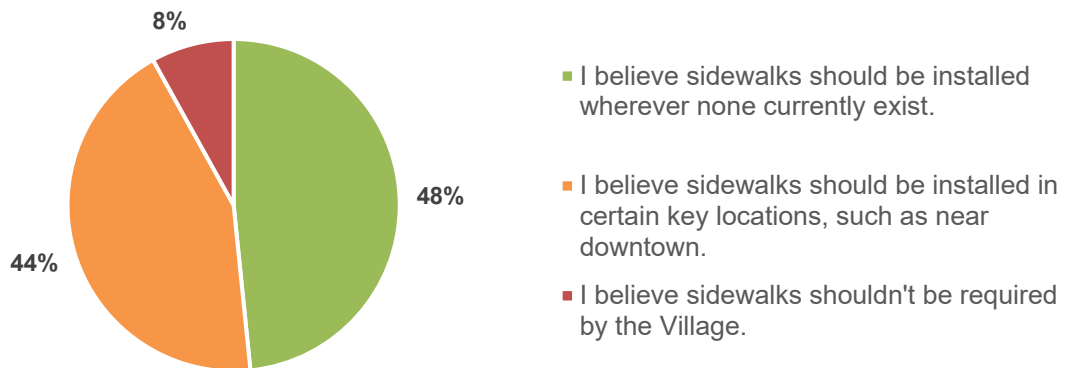 8%
48%
44%
I believe sidewalks should be installed
wherever none currently exist.
I believe sidewalks should be installed in
certain key locations, such as near
downtown.
I believe sidewalks shouldn't be required
by the Village.